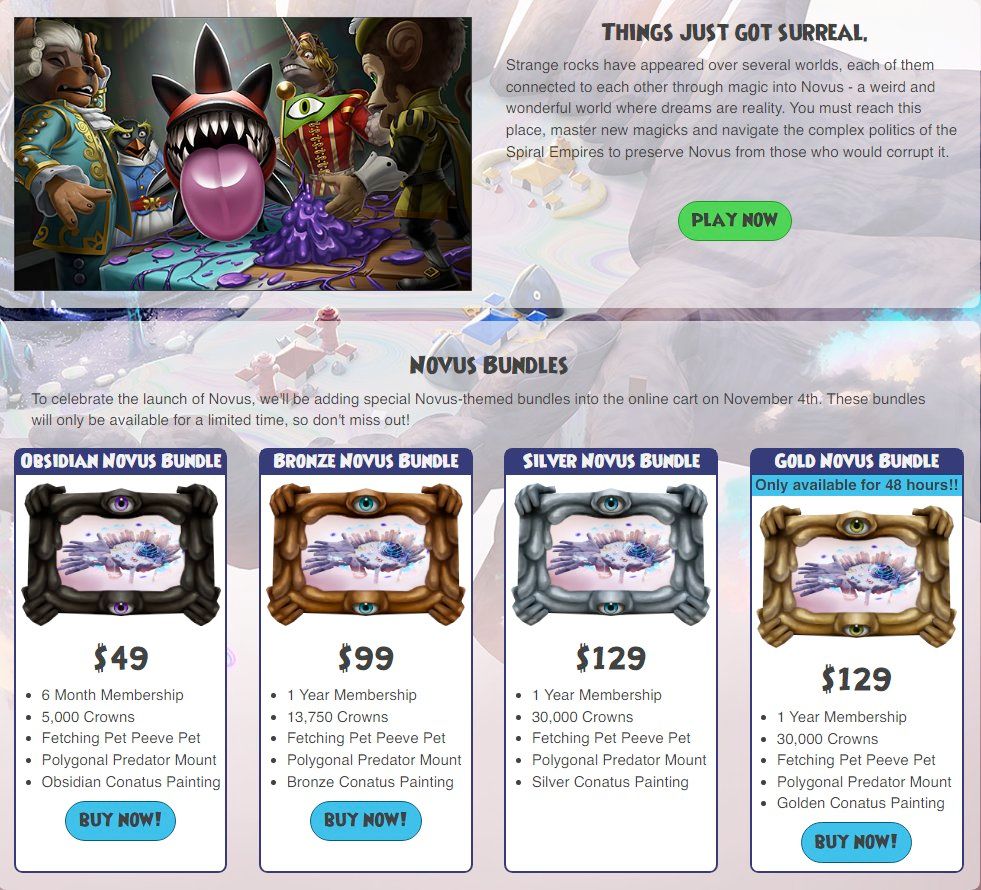 THINGS JUST GOT SURREAL.
Strange rocks have appeared over several worlds, each of them
connected to each other through magic into Novus - a weird and
wonderful world where dreams are reality. You must reach this
place, master new magicks and navigate the complex politics of the
Spiral Empires to preserve Novus from those who would corrupt it.
PLAY NOW
NOVUS BUNDLES
To celebrate the launch of Novus, we'll be adding special Novus-themed bundles into the online cart on November 4th. These bundles
will only be available for a limited time, so don't miss out!
OBSIDIAN NOVUS BUNDLE
$49
6 Month Membership
5,000 Crowns
Fetching Pet Peeve Pet
Polygonal Predator Mount
Obsidian Conatus Painting
BUY NOW!
BRONZE NOVUS BUNDLE
$99
1 Year Membership
13,750 Crowns
Fetching Pet Peeve Pet
Polygonal Predator Mount
Bronze Conatus Painting
BUY NOW!
SILVER NOVUS BUNDLE
$129
1 Year Membership
30,000 Crowns
Fetching Pet Peeve Pet
Polygonal Predator Mount
Silver Conatus Painting
GOLD NOVUS BUNDLE
Only available for 48 hours!!
$129
1 Year Membership
30,000 Crowns
Fetching Pet Peeve Pet
Polygonal Predator Mount
Golden Conatus Painting
BUY NOW!